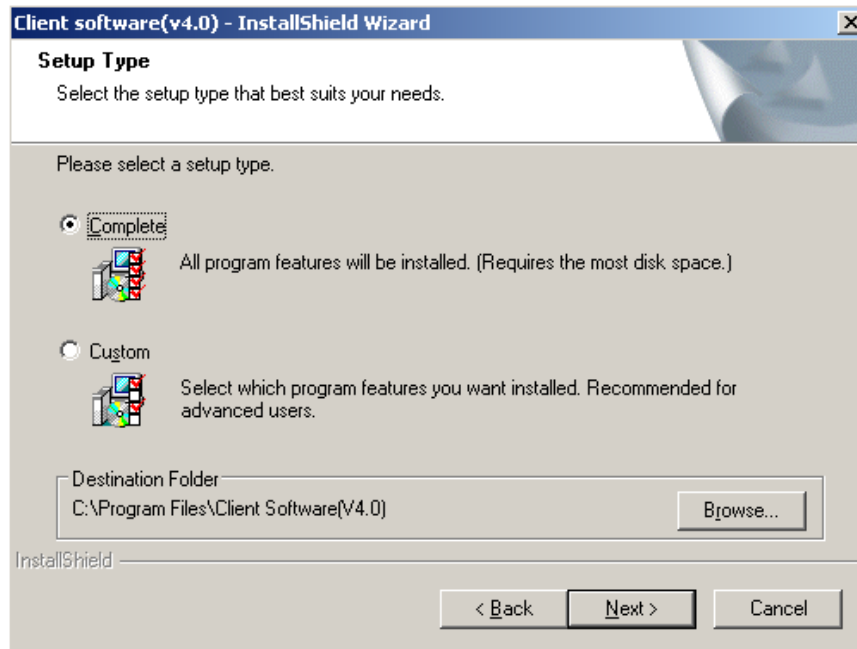 Client software(v4.0) - InstallShield Wizard
Setup Type
Select the setup type that best suits your needs.
Please select a setup type.
Complete
All program features will be installed. (Requires the most disk space.)
Custom
Select which program features you want installed. Recommended for
advanced users.
Destination Folder
C:\Program Files\Client Software(V4.0)
Browse...
InstallShield
< Back
Next >
Cancel